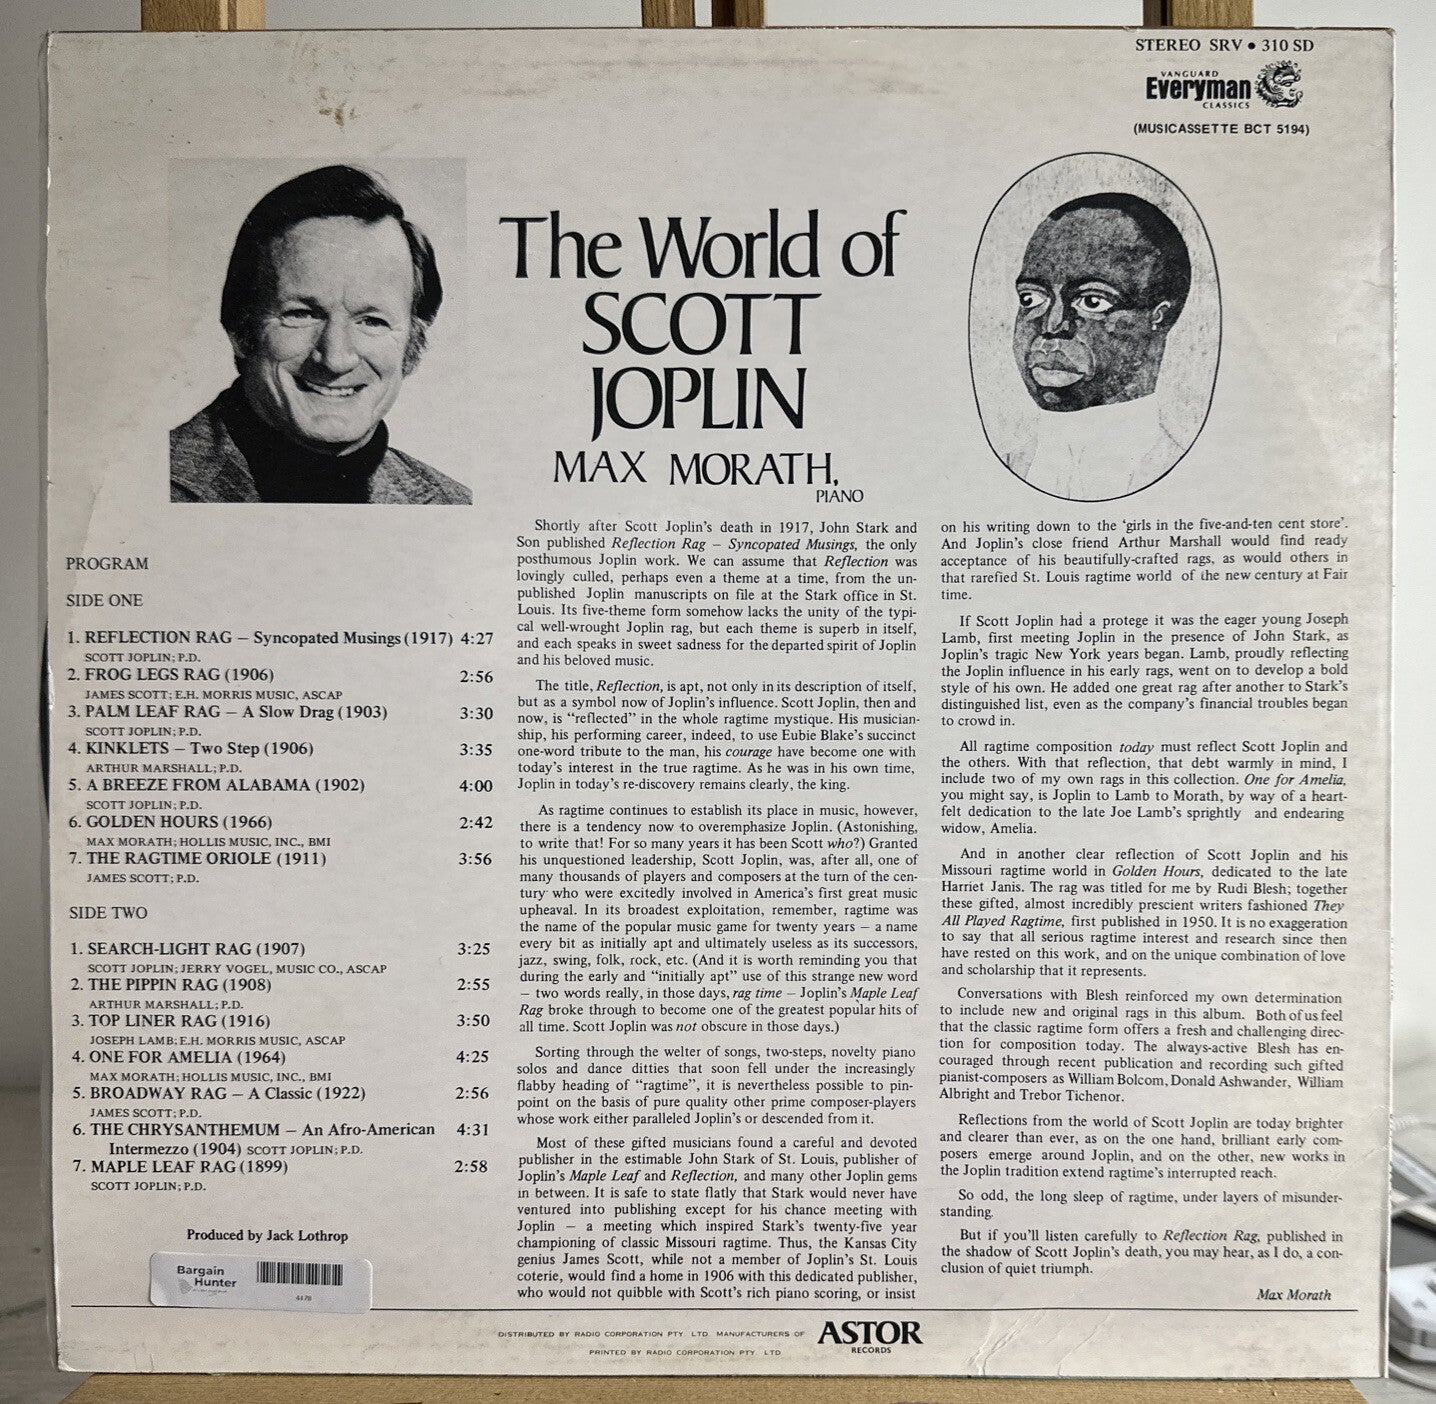 STEREO SRV • 310 SD
VANGUARD
Everyman
CLASSICS
(MUSICASSETTE BCT 5194)
The World of
SCOTT
JOPLIN
MAX MORATH,
PIANO
PROGRAM
SIDE ONE
1. REFLECTION RAG – Syncopated Musings (1917) 4:27
SCOTT JOPLIN; P.D.
2. FROG LEGS RAG (1906) 2:56
JAMES SCOTT; E.H. MORRIS MUSIC, ASCAP
3. PALM LEAF RAG – A Slow Drag (1903) 3:30
SCOTT JOPLIN; P.D.
4. KINKLETS – Two Step (1906) 3:35
ARTHUR MARSHALL; P.D.
5. A BREEZE FROM ALABAMA (1902) 4:00
SCOTT JOPLIN; P.D.
6. GOLDEN HOURS (1966) 2:42
MAX MORATH; HOLLIS MUSIC, INC., BMI
7. THE RAGTIME ORIOLE (1911) 3:56
JAMES SCOTT; P.D.
SIDE TWO
1. SEARCH-LIGHT RAG (1907) 3:25
SCOTT JOPLIN; JERRY VOGEL, MUSIC CO., ASCAP
2. THE PIPPIN RAG (1908) 2:55
ARTHUR MARSHALL; P.D.
3. TOP LINER RAG (1916) 3:50
JOSEPH LAMB; E.H. MORRIS MUSIC, ASCAP
4. ONE FOR AMELIA (1964) 4:25
MAX MORATH; HOLLIS MUSIC, INC., BMI
5. BROADWAY RAG – A Classic (1922) 2:56
JAMES SCOTT; P.D.
6. THE CHRYSANTHEMUM – An Afro-American 4:31
Intermezzo (1904) SCOTT JOPLIN; P.D.
7. MAPLE LEAF RAG (1899) 2:58
SCOTT JOPLIN; P.D.
Produced by Jack Lothrop
Bargain
Hunter
4178
Shortly after Scott Joplin's death in 1917, John Stark and
Son published Reflection Rag – Syncopated Musings, the only
posthumous Joplin work. We can assume that Reflection was
lovingly culled, perhaps even a theme at a time, from the un-
published Joplin manuscripts on file at the Stark office in St.
Louis. Its five-theme form somehow lacks the unity of the typi-
cal well-wrought Joplin rag, but each theme is superb in itself,
and each speaks in sweet sadness for the departed spirit of Joplin
and his beloved music.
The title, Reflection, is apt, not only in its description of itself,
but as a symbol now of Joplin's influence. Scott Joplin, then and
now, is “reflected” in the whole ragtime mystique. His musician-
ship, his performing career, indeed, to use Eubie Blake's succinct
one-word tribute to the man, his courage have become one with
today's interest in the true ragtime. As he was in his own time,
Joplin in today's re-discovery remains clearly, the king.
As ragtime continues to establish its place in music, however,
there is a tendency now to overemphasize Joplin. (Astonishing,
to write that! For so many years it has been Scott who?) Granted
his unquestioned leadership, Scott Joplin, was, after all, one of
many thousands of players and composers at the turn of the cen-
tury who were excitedly involved in America's first great music
upheaval. In its broadest exploitation, remember, ragtime was
the name of the popular music game for twenty years – a name
every bit as initially apt and ultimately useless as its successors,
jazz, swing, folk, rock, etc. (And it is worth reminding you that
during the early and “initially apt” use of this strange new word
– two words really, in those days, rag time – Joplin's Maple Leaf
Rag broke through to become one of the greatest popular hits of
all time. Scott Joplin was not obscure in those days.)
Sorting through the welter of songs, two-steps, novelty piano
solos and dance ditties that soon fell under the increasingly
flabby heading of “ragtime”, it is nevertheless possible to pin-
point on the basis of pure quality other prime composer-players
whose work either paralleled Joplin's or descended from it.
Most of these gifted musicians found a careful and devoted
publisher in the estimable John Stark of St. Louis, publisher of
Joplin's Maple Leaf and Reflection, and many other Joplin gems
in between. It is safe to state flatly that Stark would never have
ventured into publishing except for his chance meeting with
Joplin – a meeting which inspired Stark's twenty-five year
championing of classic Missouri ragtime. Thus, the Kansas City
genius James Scott, while not a member of Joplin's St. Louis
coterie, would find a home in 1906 with this dedicated publisher,
who would not quibble with Scott's rich piano scoring, or insist
on his writing down to the ‘girls in the five-and-ten cent store’.
And Joplin's close friend Arthur Marshall would find ready
acceptance of his beautifully-crafted rags, as would others in
that rarefied St. Louis ragtime world of the new century at Fair
time.
If Scott Joplin had a protege it was the eager young Joseph
Lamb, first meeting Joplin in the presence of John Stark, as
Joplin's tragic New York years began. Lamb, proudly reflecting
the Joplin influence in his early rags, went on to develop a bold
style of his own. He added one great rag after another to Stark's
distinguished list, even as the company's financial troubles began
to crowd in.
All ragtime composition today must reflect Scott Joplin and
the others. With that reflection, that debt warmly in mind, I
include two of my own rags in this collection. One for Amelia,
you might say, is Joplin to Lamb to Morath, by way of a heart-
felt dedication to the late Joe Lamb's sprightly and endearing
widow, Amelia.
And in another clear reflection of Scott Joplin and his
Missouri ragtime world in Golden Hours, dedicated to the late
Harriet Janis. The rag was titled for me by Rudi Blesh; together
these gifted, almost incredibly prescient writers fashioned They
All Played Ragtime, first published in 1950. It is no exaggeration
to say that all serious ragtime interest and research since then
have rested on this work, and on the unique combination of love
and scholarship that it represents.
Conversations with Blesh reinforced my own determination
to include new and original rags in this album. Both of us feel
that the classic ragtime form offers a fresh and challenging direc-
tion for composition today. The always-active Blesh has en-
couraged through recent publication and recording such gifted
pianist-composers as William Bolcom, Donald Ashwander, William
Albright and Trebor Tichenor.
Reflections from the world of Scott Joplin are today brighter
and clearer than ever, as on the one hand, brilliant early com-
posers emerge around Joplin, and on the other, new works in
the Joplin tradition extend ragtime's interrupted reach.
So odd, the long sleep of ragtime, under layers of misunder-
standing.
But if you'll listen carefully to Reflection Rag, published in
the shadow of Scott Joplin's death, you may hear, as I do, a con-
clusion of quiet triumph.
Max Morath
DISTRIBUTED BY RADIO CORPORATION PTY. LTD. MANUFACTURERS OF ASTOR
RECORDS
PRINTED BY RADIO CORPORATION PTY. LTD